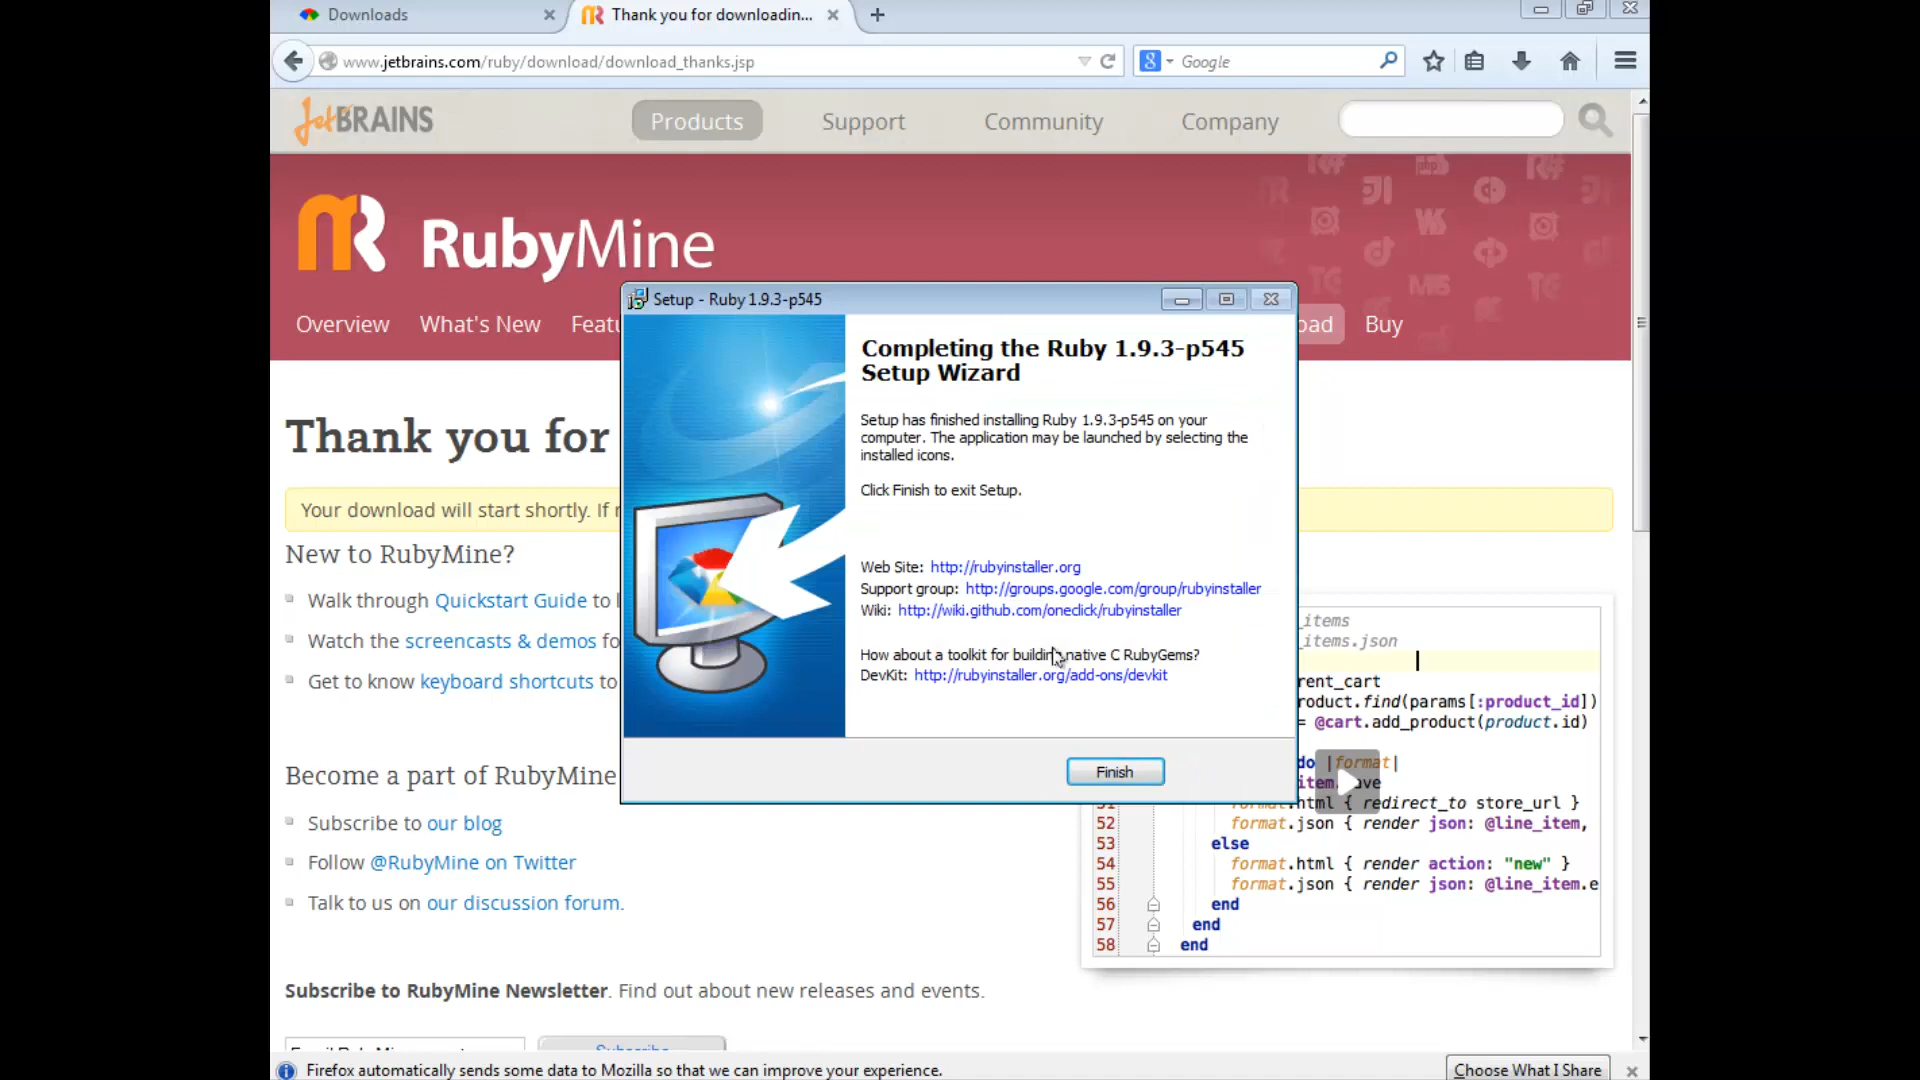 Downloads
Thank you for downloadin...
www.jetbrains.com/ruby/download/download_thanks.jsp
Google
JetBRAINS
Products
Support
Community
Company
RubyMine
Overview
What's New
Featu
oad
Buy
Thank you for
Your download will start shortly. If
New to RubyMine?
Walk through Quickstart Guide to
Watch the screencasts & demos fo
Get to know keyboard shortcuts to
Become a part of RubyMine
Subscribe to our blog
Follow @RubyMine on Twitter
Talk to us on our discussion forum.
Subscribe to RubyMine Newsletter. Find out about new releases and events.
Setup - Ruby 1.9.3-p545
Completing the Ruby 1.9.3-p545
Setup Wizard
Setup has finished installing Ruby 1.9.3-p545 on your
computer. The application may be launched by selecting the
installed icons.
Click Finish to exit Setup.
Web Site: http://rubyinstaller.org
Support group: http://groups.google.com/group/rubyinstaller
Wiki: http://wiki.github.com/oneclick/rubyinstaller
How about a toolkit for building native C RubyGems?
DevKit: http://rubyinstaller.org/add-ons/devkit
Finish
_items
_items.json
rent_cart
roduct.find(params[:product_id])
= @cart.add_product(product.id)
do |format|
item. ve
format.html { redirect_to store_url }
52 format.json { render json: @line_item,
53 else
54 format.html { render action: "new" }
55 format.json { render json: @line_item.e
56 end
57 end
58 end
Firefox automatically sends some data to Mozilla so that we can improve your experience.
Choose What I Share